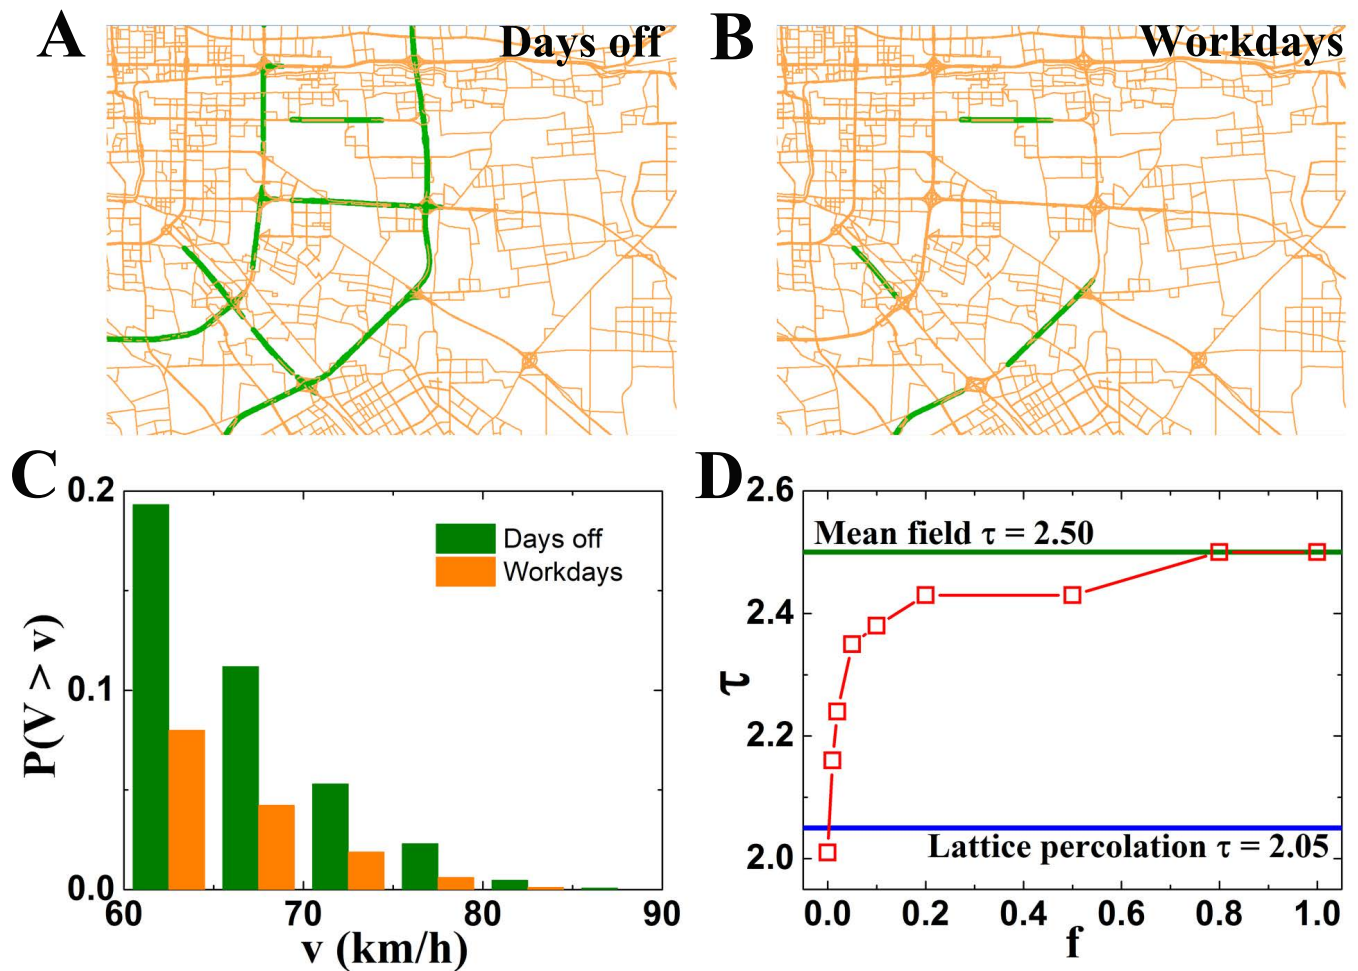 A
Days off
B
Workdays
C
0.2
0.1
0.0
P(V > v)
Days off
Workdays
60
70
80
90
v (km/h)
D
2.6
2.4
2.2
2.0
τ
Mean field τ = 2.50
Lattice percolation τ = 2.05
0.0
0.2
0.4
0.6
0.8
1.0
f